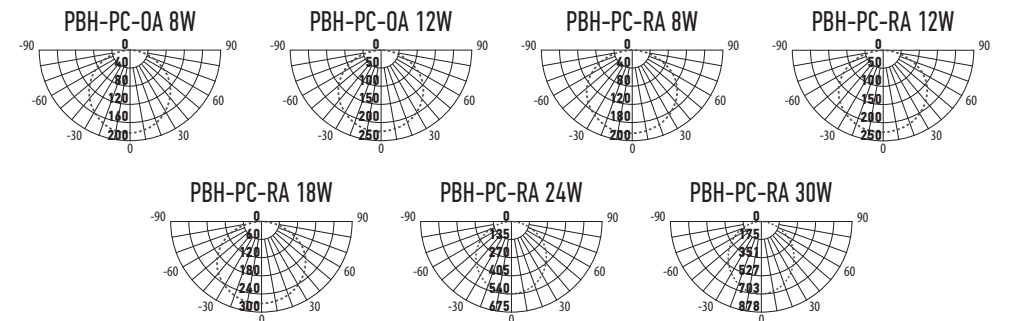 PBH-PC-OA 8W
PBH-PC-OA 12W
PBH-PC-RA 8W
PBH-PC-RA 12W
-90 0 90
40
80
-60 120 60
160
-30 200 30
0
-90 0 90
50
100
-60 150 60
200
-30 250 30
0
-90 0 90
40
80
-60 120 60
180
-30 200 30
0
-90 0 90
50
100
-60 150 60
200
-30 250 30
0
PBH-PC-RA 18W
PBH-PC-RA 24W
PBH-PC-RA 30W
-90 0 90
60
120
-60 180 60
240
-30 300 30
0
-90 0 90
135
270
-60 405 60
540
-30 675 30
0
-90 0 90
175
351
-60 527 60
703
-30 878 30
0